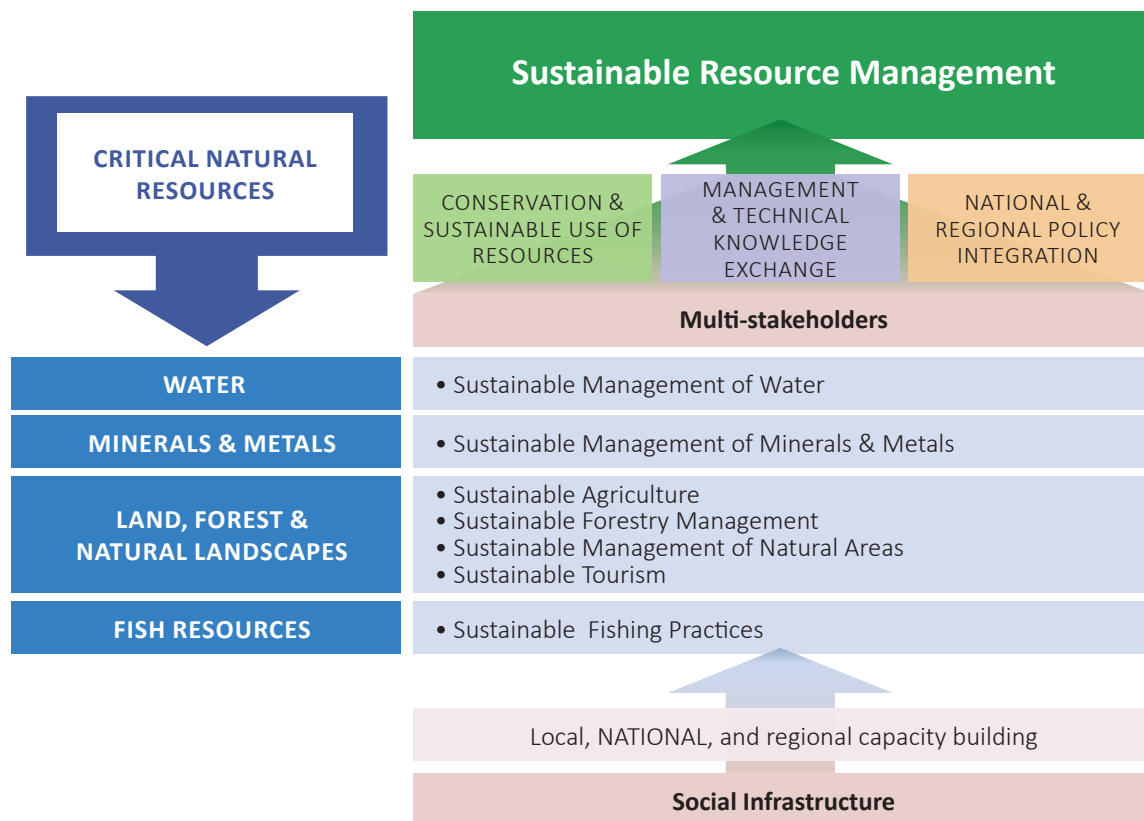 Sustainable Resource Management
CRITICAL NATURAL
RESOURCES
CONSERVATION &
SUSTAINABLE USE OF
RESOURCES
MANAGEMENT
& TECHNICAL
KNOWLEDGE
EXCHANGE
NATIONAL &
REGIONAL POLICY
INTEGRATION
Multi-stakeholders
WATER
• Sustainable Management of Water
MINERALS & METALS
• Sustainable Management of Minerals & Metals
LAND, FOREST &
NATURAL LANDSCAPES
• Sustainable Agriculture
• Sustainable Forestry Management
• Sustainable Management of Natural Areas
• Sustainable Tourism
FISH RESOURCES
• Sustainable Fishing Practices
Local, NATIONAL, and regional capacity building
Social Infrastructure